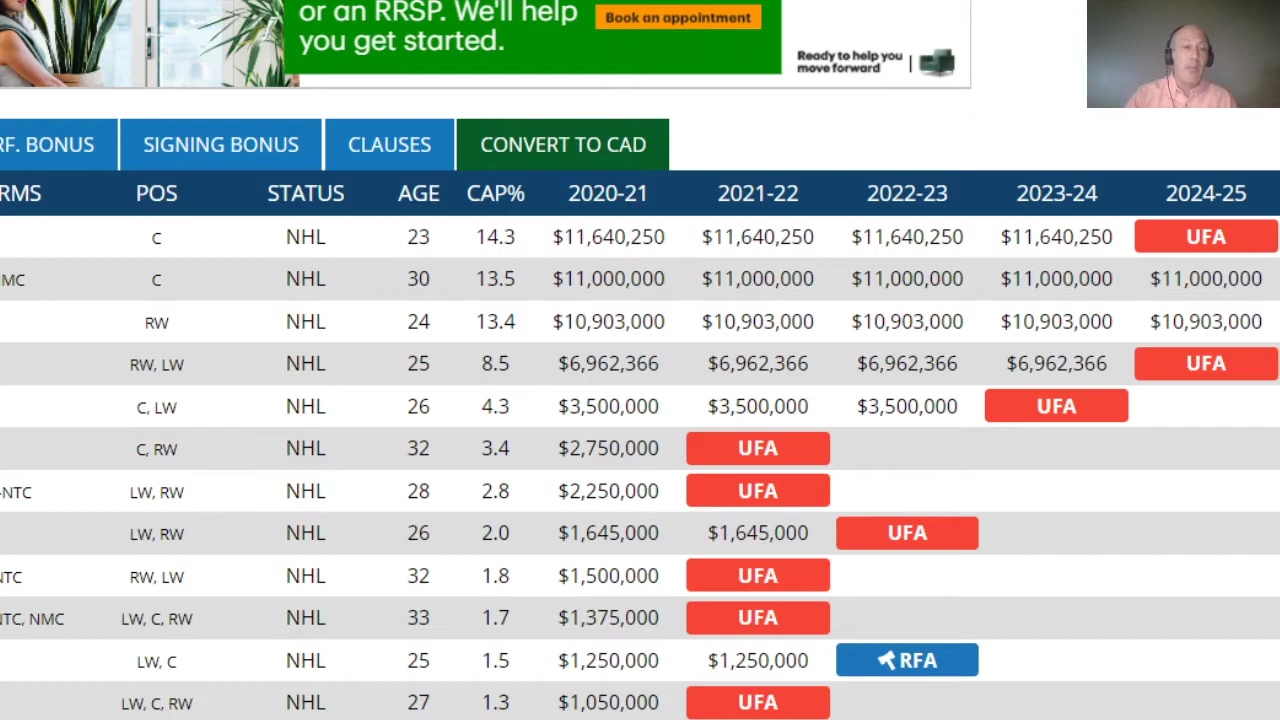 or an RRSP. We'll help
you get started.
Book an appointment
Ready to help you
move forward
RF. BONUS SIGNING BONUS CLAUSES CONVERT TO CAD
RMS POS STATUS AGE CAP% 2020-21 2021-22 2022-23 2023-24 2024-25
C NHL 23 14.3 $11,640,250 $11,640,250 $11,640,250 $11,640,250 UFA
MC C NHL 30 13.5 $11,000,000 $11,000,000 $11,000,000 $11,000,000 $11,000,000
RW NHL 24 13.4 $10,903,000 $10,903,000 $10,903,000 $10,903,000 $10,903,000
RW, LW NHL 25 8.5 $6,962,366 $6,962,366 $6,962,366 $6,962,366 UFA
C, LW NHL 26 4.3 $3,500,000 $3,500,000 $3,500,000 UFA
C, RW NHL 32 3.4 $2,750,000 UFA
-NTC LW, RW NHL 28 2.8 $2,250,000 UFA
LW, RW NHL 26 2.0 $1,645,000 $1,645,000 UFA
NTC RW, LW NHL 32 1.8 $1,500,000 UFA
NTC, NMC LW, C, RW NHL 33 1.7 $1,375,000 UFA
LW, C NHL 25 1.5 $1,250,000 $1,250,000 RFA
LW, C, RW NHL 27 1.3 $1,050,000 UFA